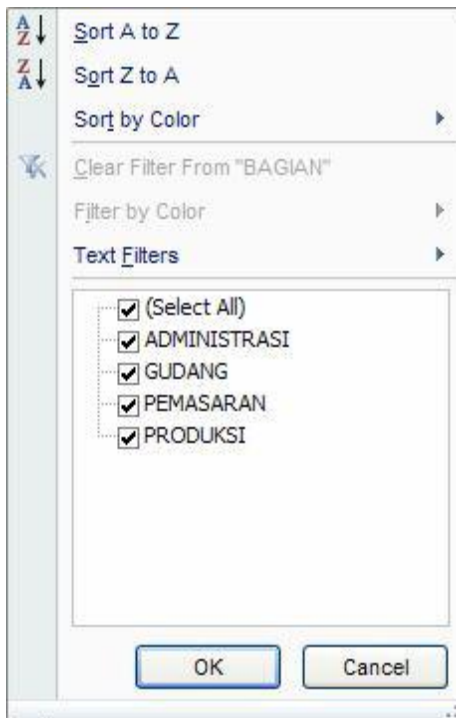 Sort A to Z
Sort Z to A
Sort by Color
Clear Filter From "BAGIAN"
Filter by Color
Text Filters
(Select All)
ADMINISTRASI
GUDANG
PEMASARAN
PRODUKSI
OK Cancel